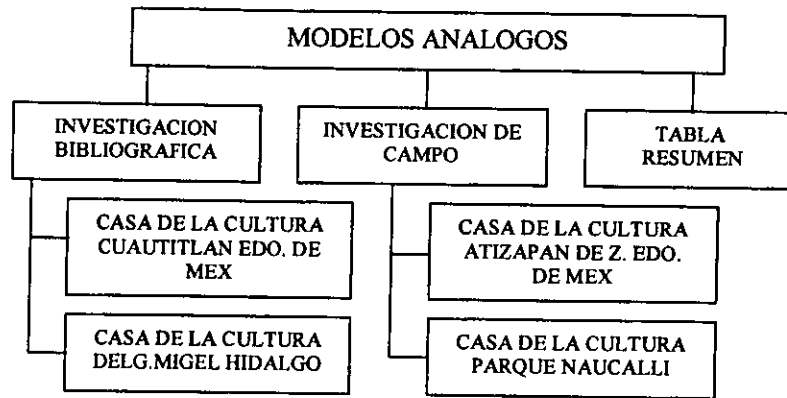 MODELOS ANALOGOS
INVESTIGACION
BIBLIOGRAFICA
INVESTIGACION DE
CAMPO
TABLA
RESUMEN
CASA DE LA CULTURA
CUAUTITLAN EDO. DE
MEX
CASA DE LA CULTURA
DELG.MIGEL HIDALGO
CASA DE LA CULTURA
ATIZAPAN DE Z. EDO.
DE MEX
CASA DE LA CULTURA
PARQUE NAUCALLI